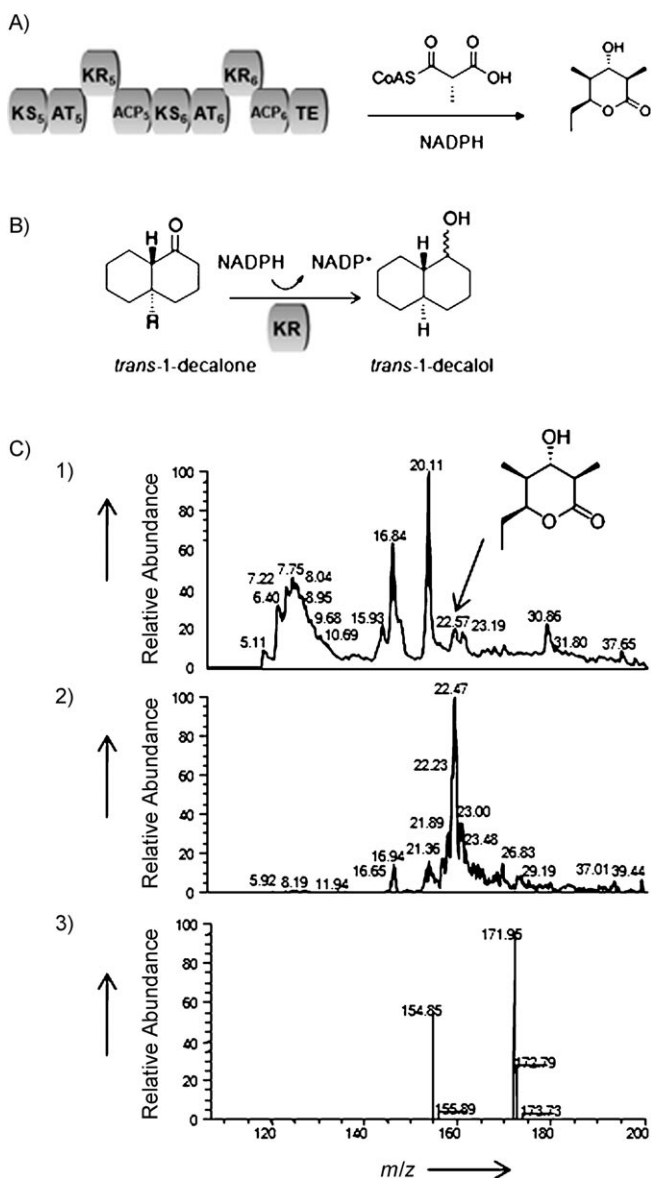 A)
KS5 AT5 KR5 ACP5 KS6 AT6 KR6 ACP6 TE
O O
CoAS OH
NADPH
OH
O O
B)
H O
H
NADPH NADP•
KR
OH
H
H
trans-1-decalone trans-1-decalol
C)
OH
O O
1)
Relative Abundance
100
80
60
40
20
0
5.11
6.40
7.22
7.75
8.04
8.95
9.68
10.69
15.93
16.84
20.11
22.57
23.19
30.86
31.80
37.65
2)
Relative Abundance
100
80
60
40
20
0
5.92
8.19
11.94
16.65
16.94
21.36
21.89
22.23
22.47
23.00
23.48
26.83
29.19
37.01
39.44
3)
Relative Abundance
100
80
60
40
20
0
154.85
155.89
171.95
172.79
173.73
120 140 160 180 200
m/z